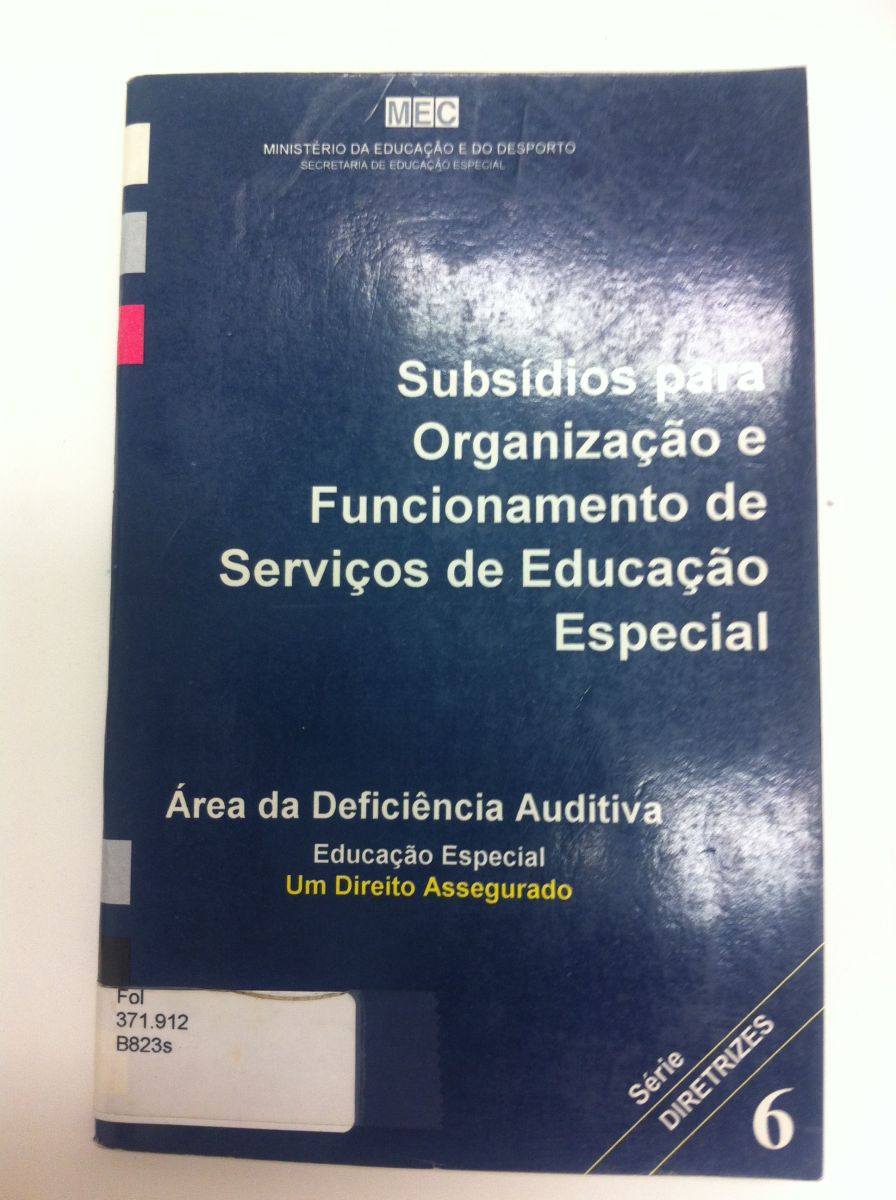 MEC
MINISTÉRIO DA EDUCAÇÃO E DO DESPORTO
SECRETARIA DE EDUCAÇÃO ESPECIAL
Subsídios para
Organização e
Funcionamento de
Serviços de Educação
Especial
Área da Deficiência Auditiva
Educação Especial
Um Direito Assegurado
Fol
371.912
B823s
Série
DIRETRIZES
6